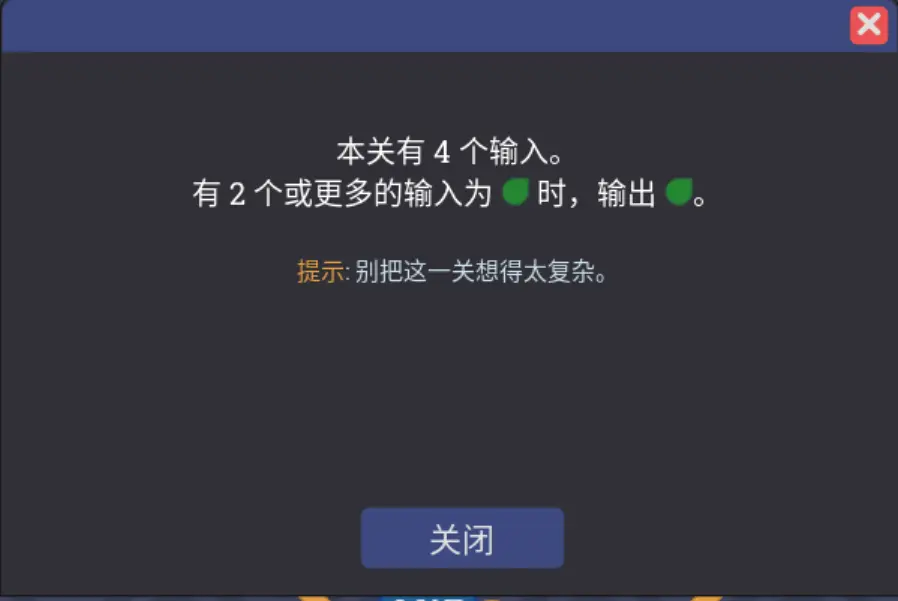 本关有 4 个输入。
有 2 个或更多的输入为 时，输出 。
提示: 别把这一关想得太复杂。
关闭